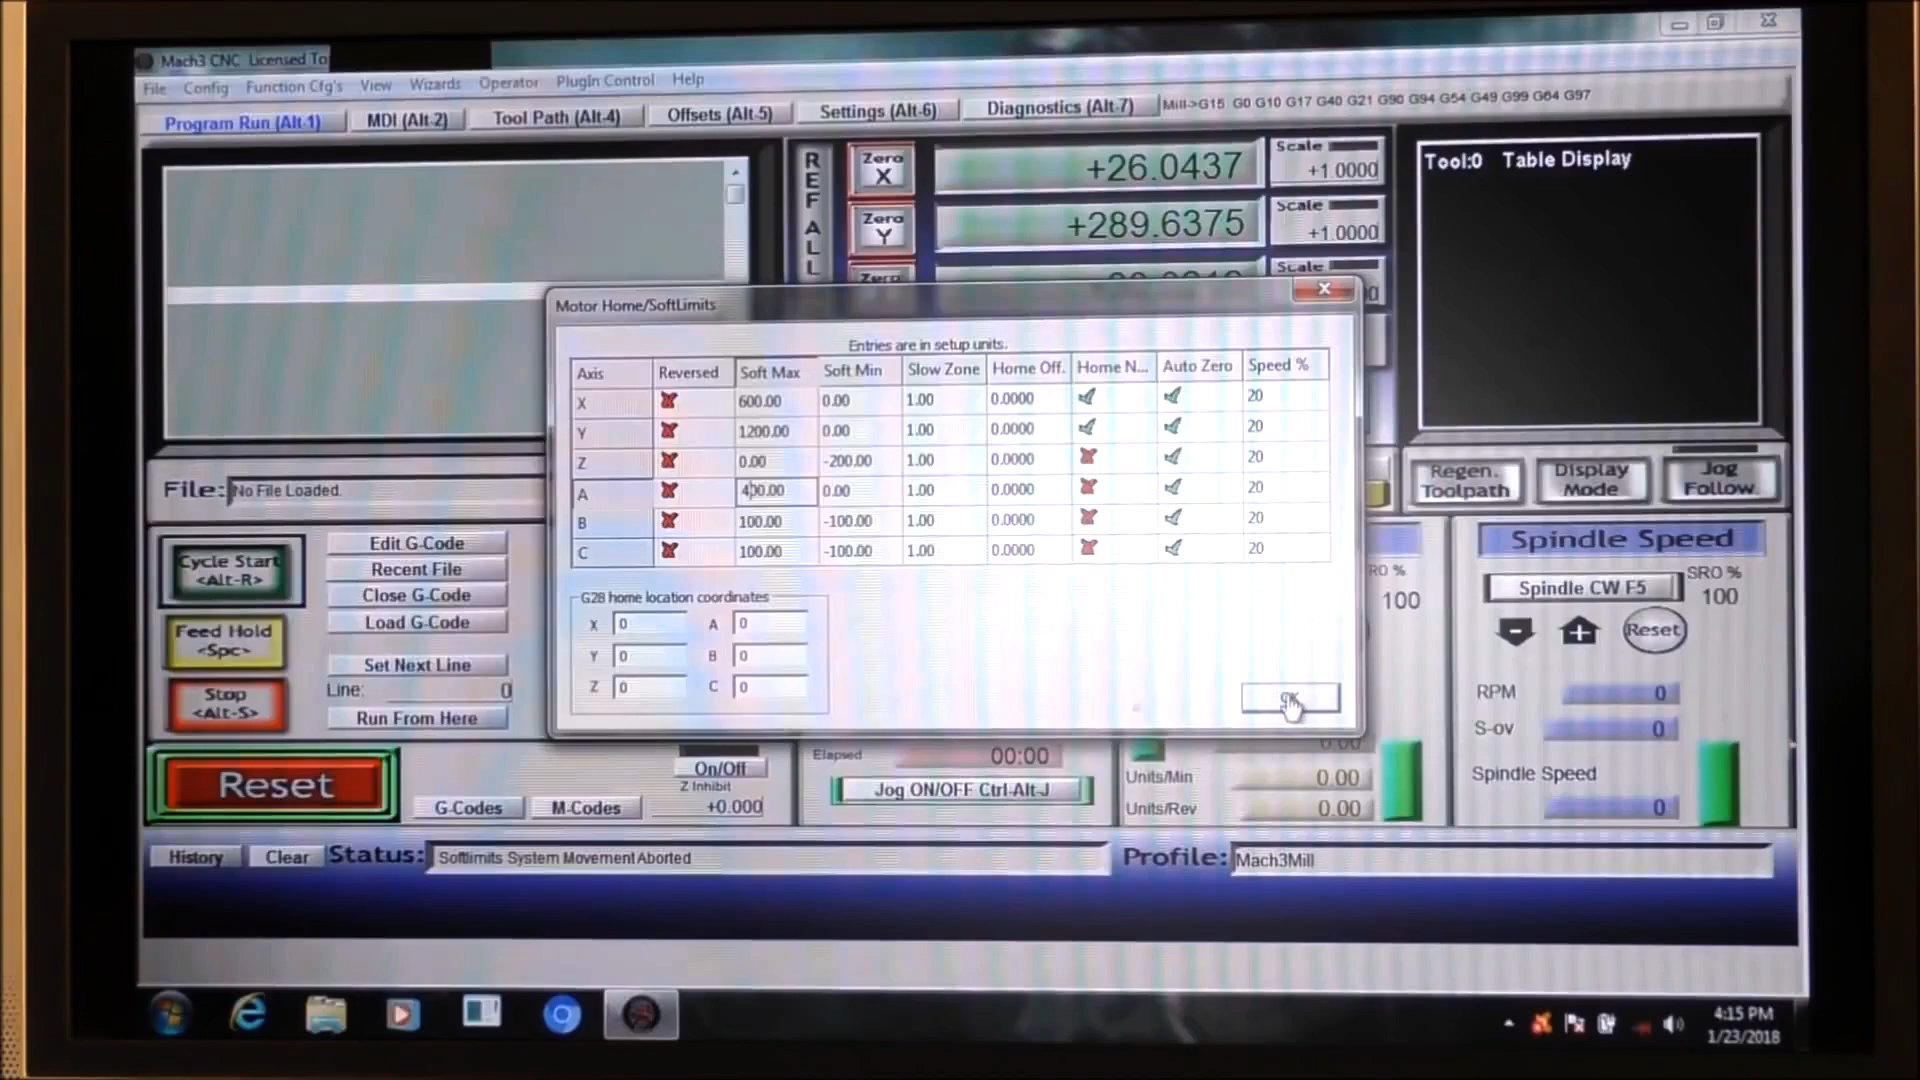 Mach3 CNC Licensed To
File Config Function Cfg's View Wizards Operator PlugIn Control Help
Program Run (Alt-1) MDI (Alt-2) Tool Path (Alt-4) Offsets (Alt-5) Settings (Alt-6) Diagnostics (Alt-7) Mill->G15 G0 G10 G17 G40 G21 G90 G94 G54 G49 G99 G64 G97
REF ALL
Zero X +26.0437 Scale +1.0000
Zero Y +289.6375 Scale +1.0000
Zero Scale
Tool:0 Table Display
Motor Home/SoftLimits
Entries are in setup units.
Axis Reversed Soft Max Soft Min Slow Zone Home Off. Home N... Auto Zero Speed %
X 600.00 0.00 1.00 0.0000 20
Y 1200.00 0.00 1.00 0.0000 20
Z 0.00 -200.00 1.00 0.0000 20
A 400.00 0.00 1.00 0.0000 20
B 100.00 -100.00 1.00 0.0000 20
C 100.00 -100.00 1.00 0.0000 20
G28 home location coordinates
X 0 A 0
Y 0 B 0
Z 0 C 0
OK
File: No File Loaded.
Regen. Toolpath Display Mode Jog Follow
Cycle Start <Alt-R>
Feed Hold <Spc>
Stop <Alt-S>
Edit G-Code
Recent File
Close G-Code
Load G-Code
Set Next Line
Line: 0
Run From Here
RO %
100
Spindle Speed
Spindle CW F5
SRO %
100
Reset
RPM 0
S-ov 0
Spindle Speed
0
Reset
G-Codes M-Codes
On/Off
Z Inhibit
+0.000
Elapsed 00:00
Jog ON/OFF Ctrl-Alt-J
0.00
Units/Min 0.00
Units/Rev 0.00
History Clear Status: Softlimits System Movement Aborted Profile: Mach3Mill
4:15 PM
1/23/2018